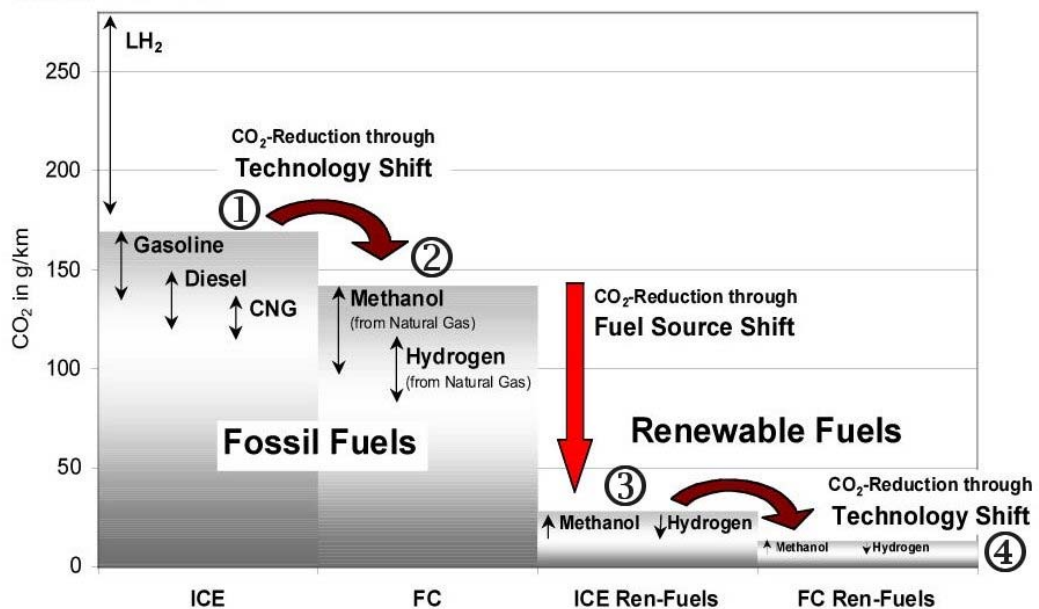 LH₂
250
200
150
100
50
0
CO₂ in g/km
CO₂-Reduction through
Technology Shift
①
②
Gasoline
Diesel
CNG
Methanol
(from Natural Gas)
Hydrogen
(from Natural Gas)
CO₂-Reduction through
Fuel Source Shift
Fossil Fuels
Renewable Fuels
③
Methanol
Hydrogen
CO₂-Reduction through
Technology Shift
④
Methanol
Hydrogen
ICE
FC
ICE Ren-Fuels
FC Ren-Fuels